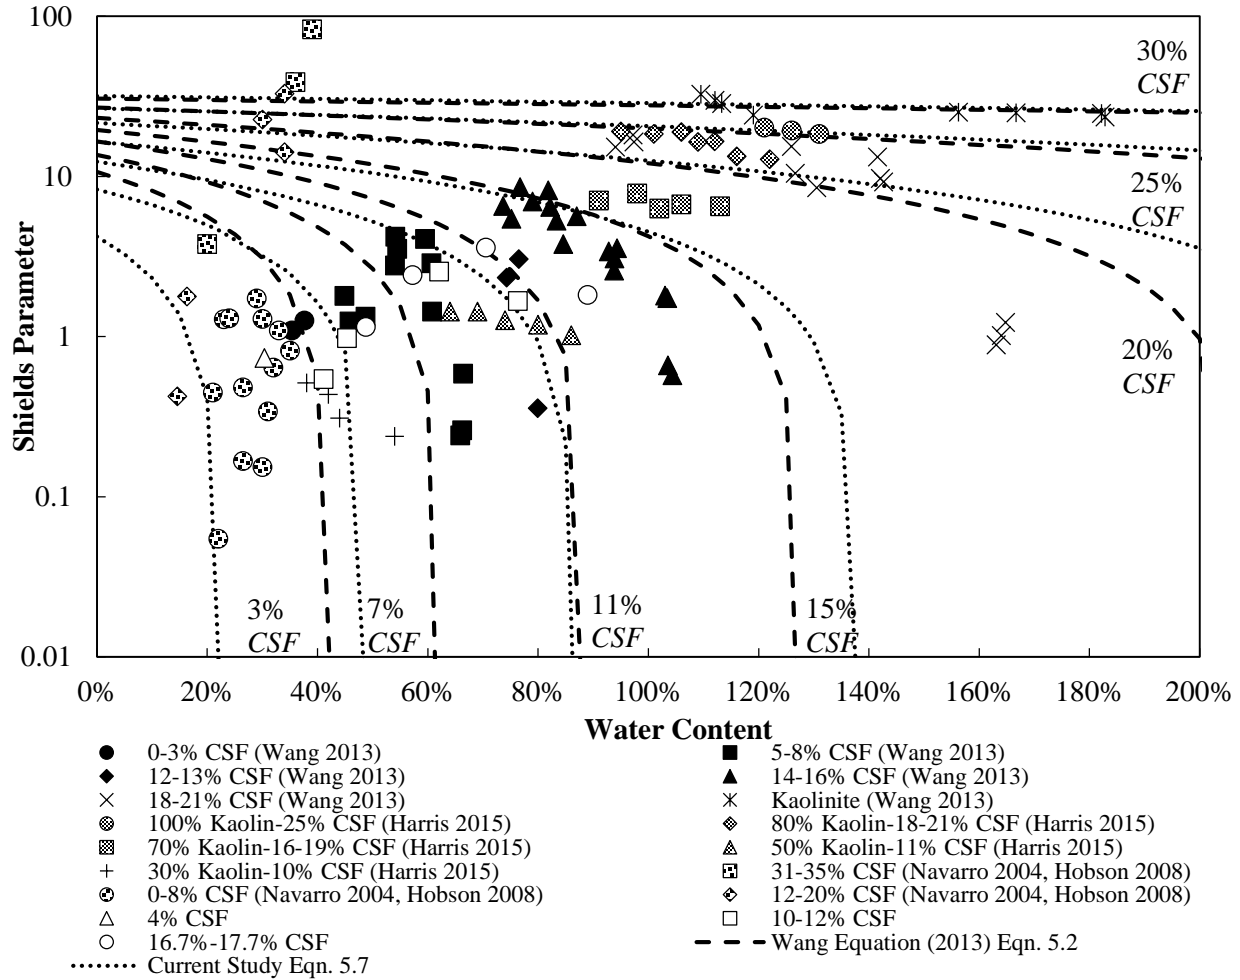 100
10
1
0.1
0.01
Shields Parameter
30%
CSF
25%
CSF
20%
CSF
3%
CSF
7%
CSF
11%
CSF
15%
CSF
0% 20% 40% 60% 80% 100% 120% 140% 160% 180% 200%
Water Content
0-3% CSF (Wang 2013)
5-8% CSF (Wang 2013)
12-13% CSF (Wang 2013)
14-16% CSF (Wang 2013)
18-21% CSF (Wang 2013)
Kaolinite (Wang 2013)
100% Kaolin-25% CSF (Harris 2015)
80% Kaolin-18-21% CSF (Harris 2015)
70% Kaolin-16-19% CSF (Harris 2015)
50% Kaolin-11% CSF (Harris 2015)
30% Kaolin-10% CSF (Harris 2015)
31-35% CSF (Navarro 2004, Hobson 2008)
0-8% CSF (Navarro 2004, Hobson 2008)
12-20% CSF (Navarro 2004, Hobson 2008)
4% CSF
10-12% CSF
16.7%-17.7% CSF
Wang Equation (2013) Eqn. 5.2
Current Study Eqn. 5.7